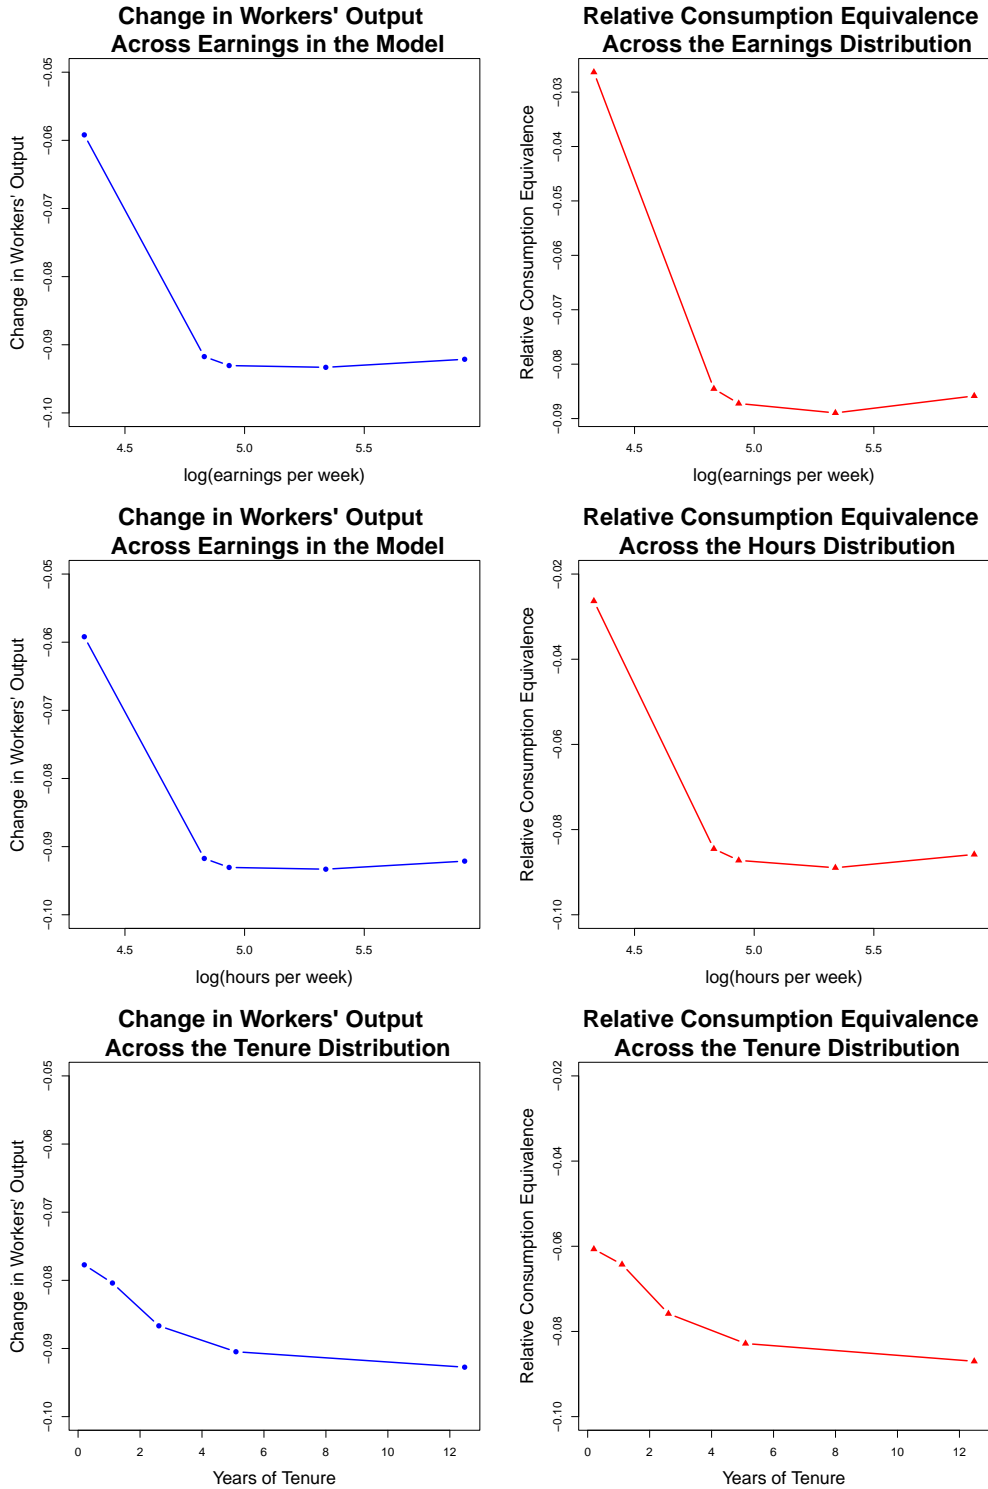 Change in Workers' Output
Across Earnings in the Model
Change in Workers' Output
−0.05
−0.06
−0.07
−0.08
−0.09
−0.10
4.5 5.0 5.5
log(earnings per week)
Relative Consumption Equivalence
Across the Earnings Distribution
Relative Consumption Equivalence
−0.03
−0.04
−0.05
−0.06
−0.07
−0.08
−0.09
4.5 5.0 5.5
log(earnings per week)
Change in Workers' Output
Across Earnings in the Model
Change in Workers' Output
−0.05
−0.06
−0.07
−0.08
−0.09
−0.10
4.5 5.0 5.5
log(hours per week)
Relative Consumption Equivalence
Across the Hours Distribution
Relative Consumption Equivalence
−0.02
−0.04
−0.06
−0.08
−0.10
4.5 5.0 5.5
log(hours per week)
Change in Workers' Output
Across the Tenure Distribution
Change in Workers' Output
−0.05
−0.06
−0.07
−0.08
−0.09
−0.10
0 2 4 6 8 10 12
Years of Tenure
Relative Consumption Equivalence
Across the Tenure Distribution
Relative Consumption Equivalence
−0.02
−0.04
−0.06
−0.08
−0.10
0 2 4 6 8 10 12
Years of Tenure